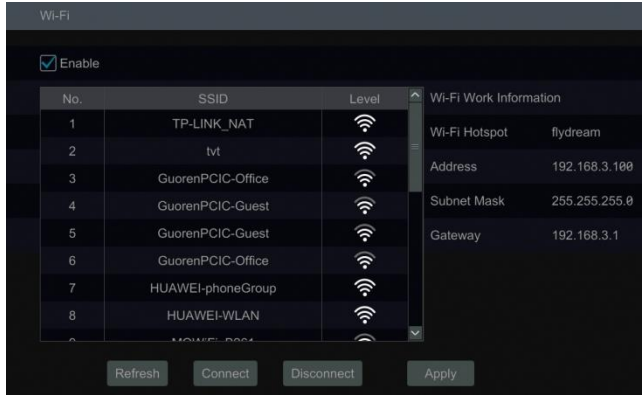 Wi-Fi
Enable
No. SSID Level
1 TP-LINK_NAT
2 tvt
3 GuorenPCIC-Office
4 GuorenPCIC-Guest
5 GuorenPCIC-Guest
6 GuorenPCIC-Office
7 HUAWEI-phoneGroup
8 HUAWEI-WLAN
Wi-Fi Work Information
Wi-Fi Hotspot flydream
Address 192.168.3.100
Subnet Mask 255.255.255.0
Gateway 192.168.3.1
Refresh Connect Disconnect Apply